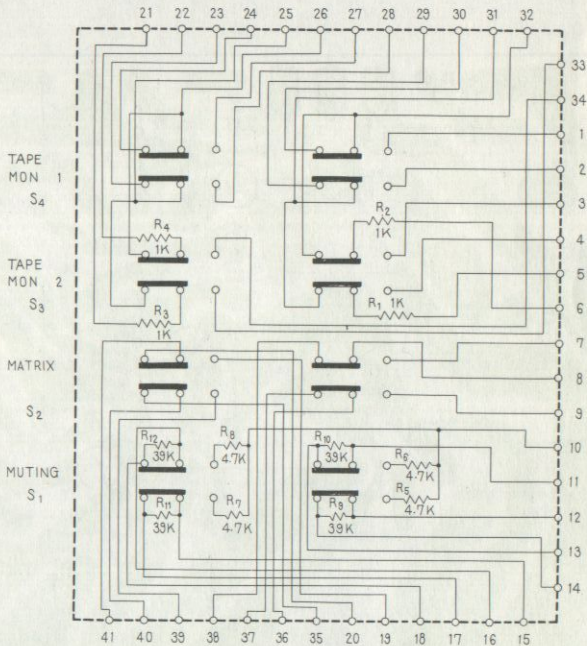 21 22 23 24 25 26 27 28 29 30 31 32
33
34
1
TAPE
MON 1
S4
2
3
R4
1K
R2
1K
4
TAPE
MON 2
S3
5
R1 1K
6
R3
1K
7
MATRIX
8
S2
9
R12
39K
R8
4.7K
R10
39K
R6
4.7K
10
MUTING
S1
11
R11
39K
R7
4.7K
R9
39K
R5
4.7K
12
13
14
41 40 39 38 37 36 35 20 19 18 17 16 15